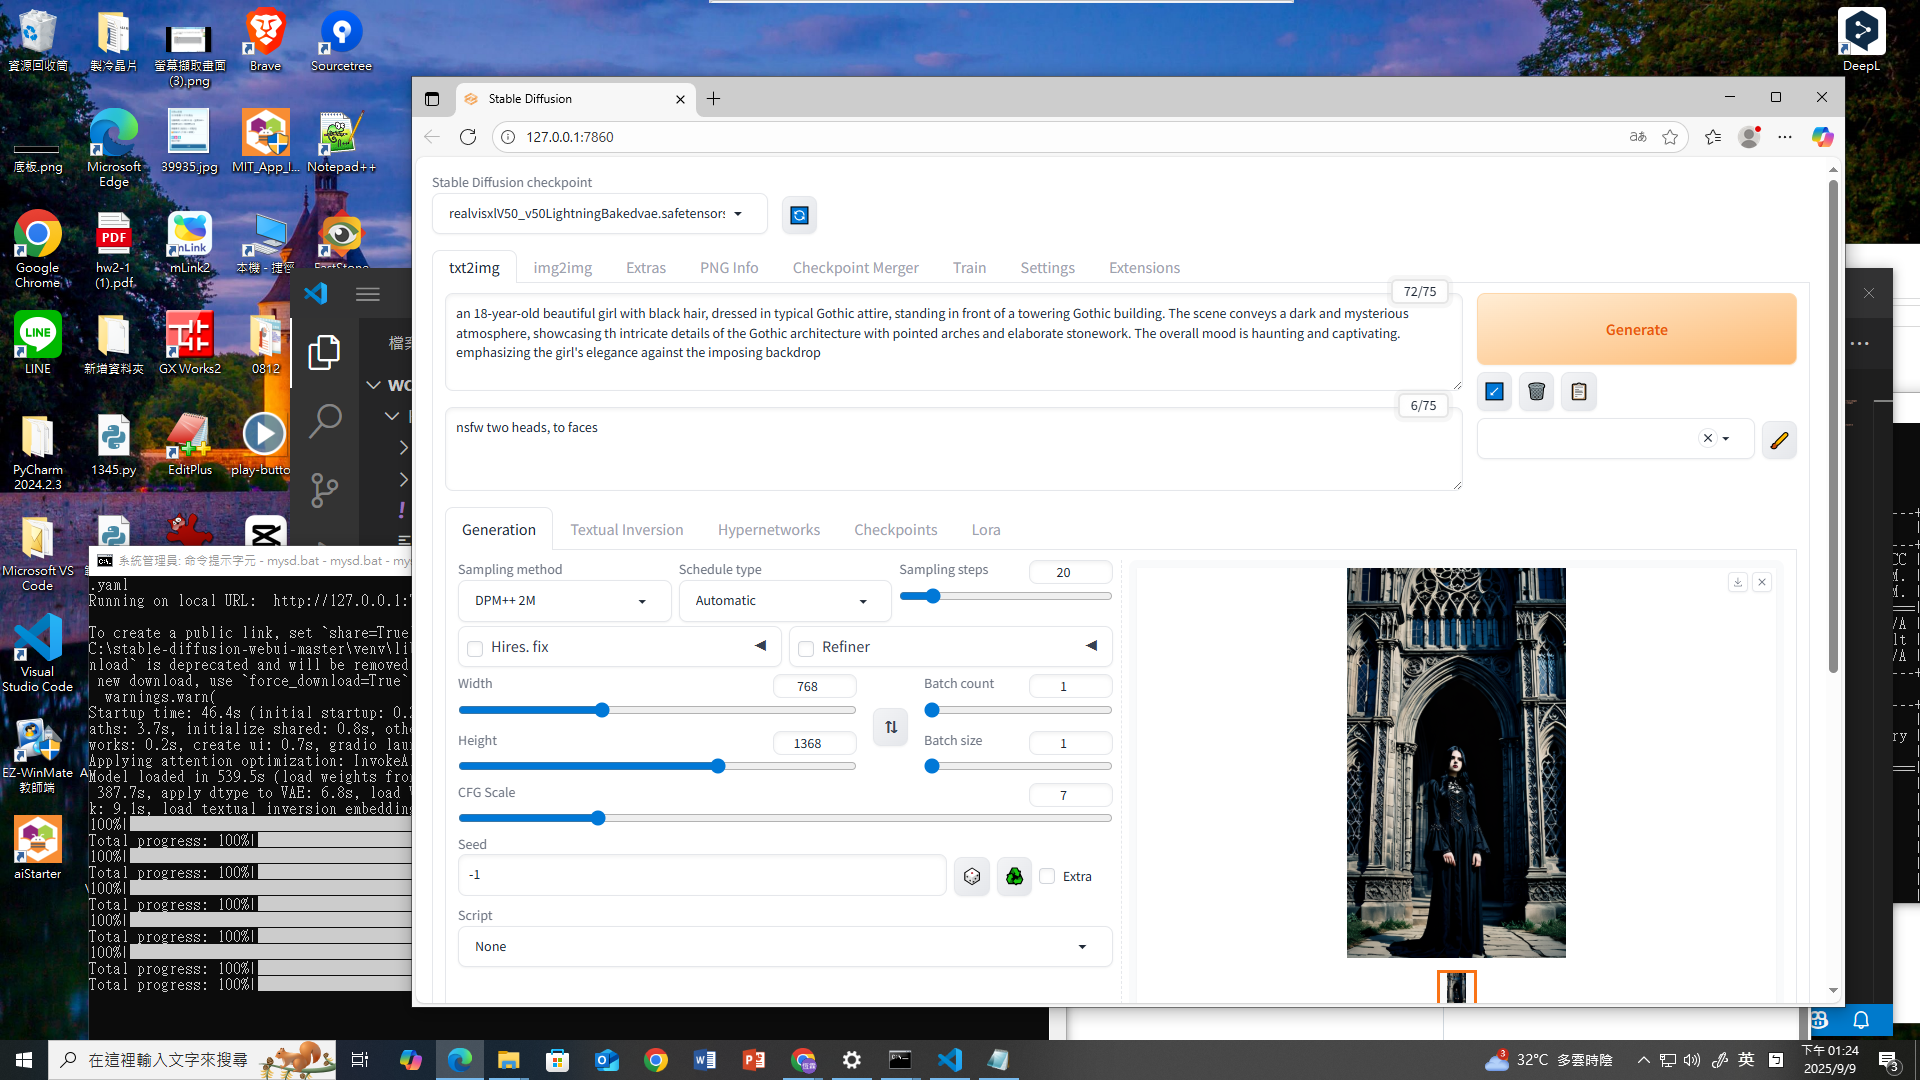 資源回收筒
製冷晶片
螢幕擷取畫面
(3).png
Brave
Sourcetree
DeepL
底板.png
Microsoft
Edge
39935.jpg
MIT_App_I...
Notepad++
Google
Chrome
hw2-1
(1).pdf
mLink2
本機 - 捷徑
LINE
新增資料夾
GX Works2
0812
PyCharm
2024.2.3
1345.py
EditPlus
play-butto
Microsoft VS
Code
Visual
Studio Code
EZ-WinMate
教師端
aiStarter
Stable Diffusion
127.0.0.1:7860
Stable Diffusion checkpoint
realvisxlV50_v50LightningBakedvae.safetensors
txt2img
img2img
Extras
PNG Info
Checkpoint Merger
Train
Settings
Extensions
72/75
an 18-year-old beautiful girl with black hair, dressed in typical Gothic attire, standing in front of a towering Gothic building. The scene conveys a dark and mysterious
atmosphere, showcasing th intricate details of the Gothic architecture with pointed arches and elaborate stonework. The overall mood is haunting and captivating.
emphasizing the girl's elegance against the imposing backdrop
Generate
6/75
nsfw two heads, to faces
Generation
Textual Inversion
Hypernetworks
Checkpoints
Lora
Sampling method
Schedule type
Sampling steps
20
DPM++ 2M
Automatic
Hires. fix
Refiner
Width
768
Batch count
1
Height
1368
Batch size
1
CFG Scale
7
Seed
-1
Extra
Script
None
系統管理員: 命令提示字元 - mysd.bat - mysd.bat - my
.yaml
Running on local URL:  http://127.0.0.1:
To create a public link, set `share=True`
C:\stable-diffusion-webui-master\venv\li
nload` is deprecated and will be removed
new download, use `force_download=True`
warnings.warn(
Startup time: 46.4s (initial startup: 0.
aths: 3.7s, initialize shared: 0.8s, oth
works: 0.2s, create ui: 0.7s, gradio lau
Applying attention optimization: InvokeA
Model loaded in 539.5s (load weights fro
387.7s, apply dtype to VAE: 6.8s, load
k: 9.1s, load textual inversion embedding
100%|
Total progress: 100%|
100%|
Total progress: 100%|
100%|
Total progress: 100%|
100%|
Total progress: 100%|
100%|
Total progress: 100%|
Total progress: 100%|
在這裡輸入文字來搜尋
32°C 多雲時陰
英
下午 01:24
2025/9/9
3